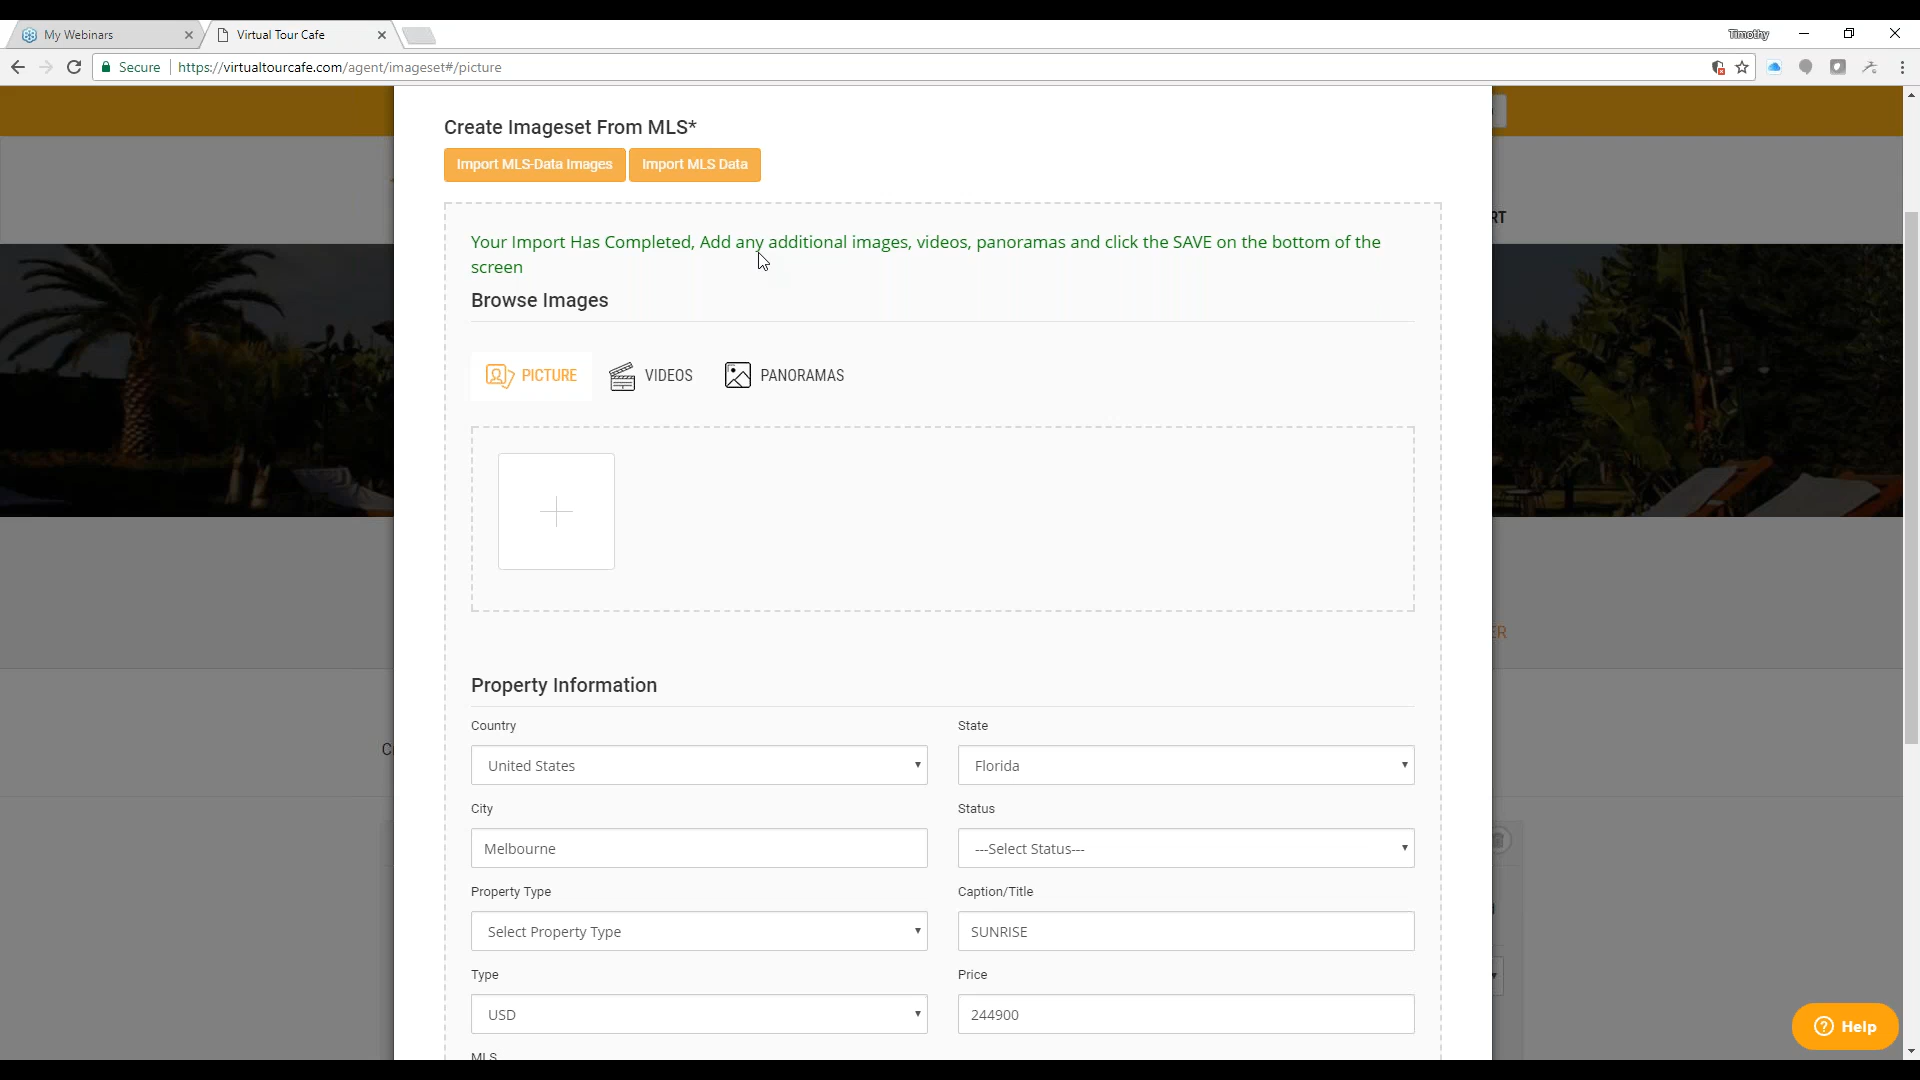 My Webinars
Virtual Tour Cafe
Timothy
Secure
https://virtualtourcafe.com/agent/imageset#/picture
Create Imageset From MLS*
Import MLS-Data Images
Import MLS Data
RT
Your Import Has Completed, Add any additional images, videos, panoramas and click the SAVE on the bottom of the
screen
Browse Images
PICTURE
VIDEOS
PANORAMAS
ER
Property Information
Country
State
United States
Florida
City
Status
Melbourne
---Select Status---
Property Type
Caption/Title
Select Property Type
SUNRISE
Type
Price
USD
244900
Help
MLS